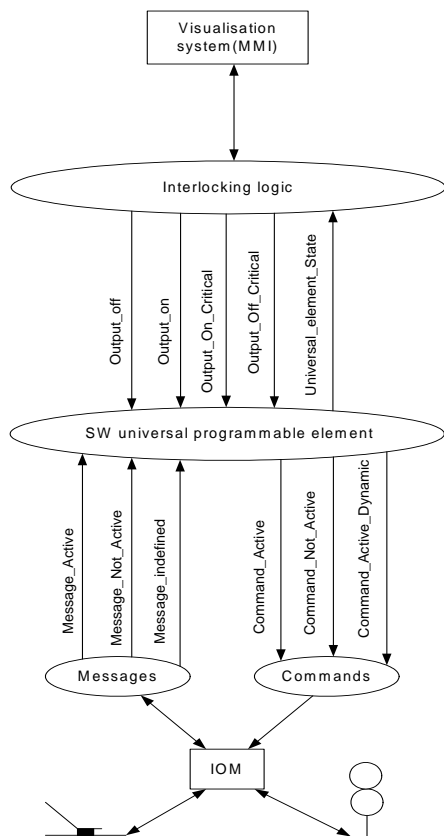 Visualisation
system(MMI)
Interlocking logic
Output_off
Output_on
Output_On_Critical
Output_Off_Critical
Universal_element_State
SW universal programmable element
Message_Active
Message_Not_Active
Message_indefined
Command_Active
Command_Not_Active
Command_Active_Dynamic
Messages
Commands
IOM